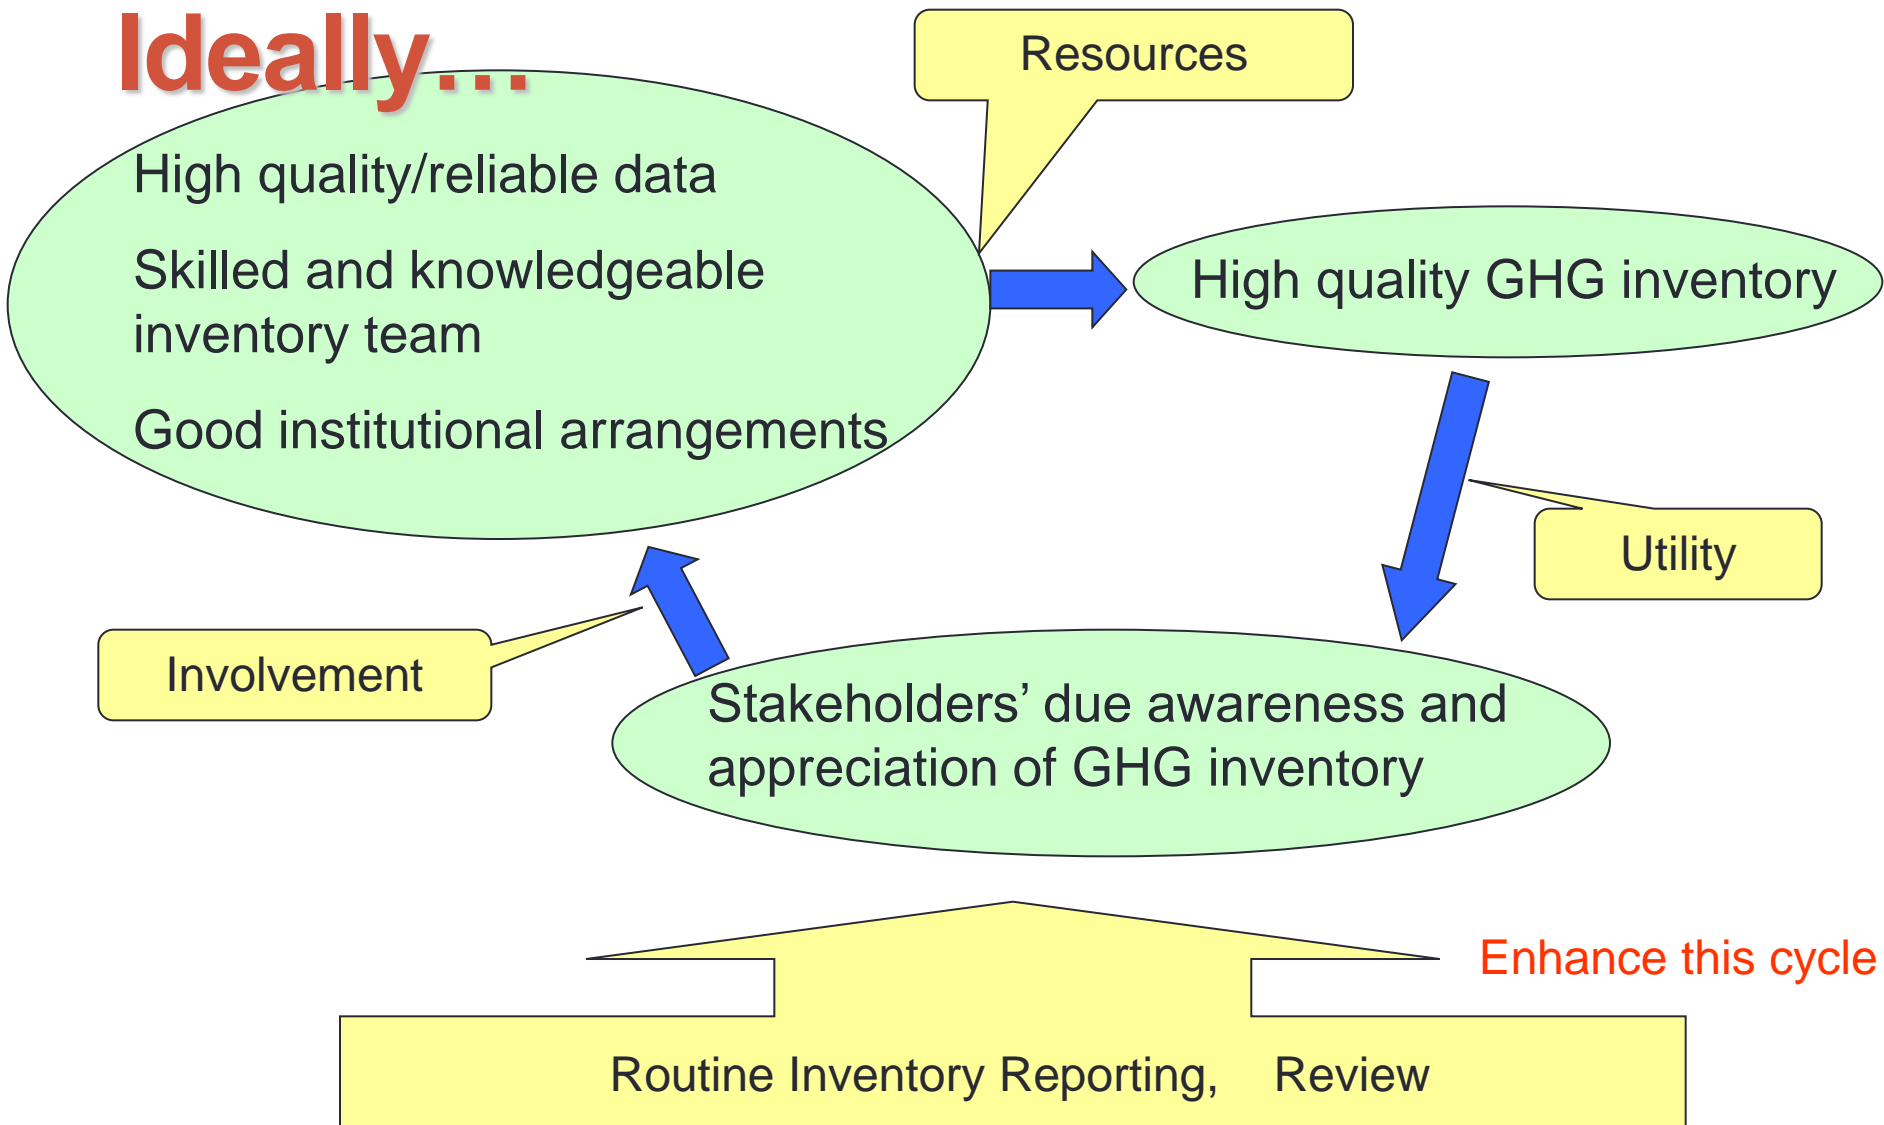 Ideally…
Resources
High quality/reliable data
Skilled and knowledgeable
inventory team
Good institutional arrangements
High quality GHG inventory
Utility
Involvement
Stakeholders’ due awareness and
appreciation of GHG inventory
Enhance this cycle
Routine Inventory Reporting, Review